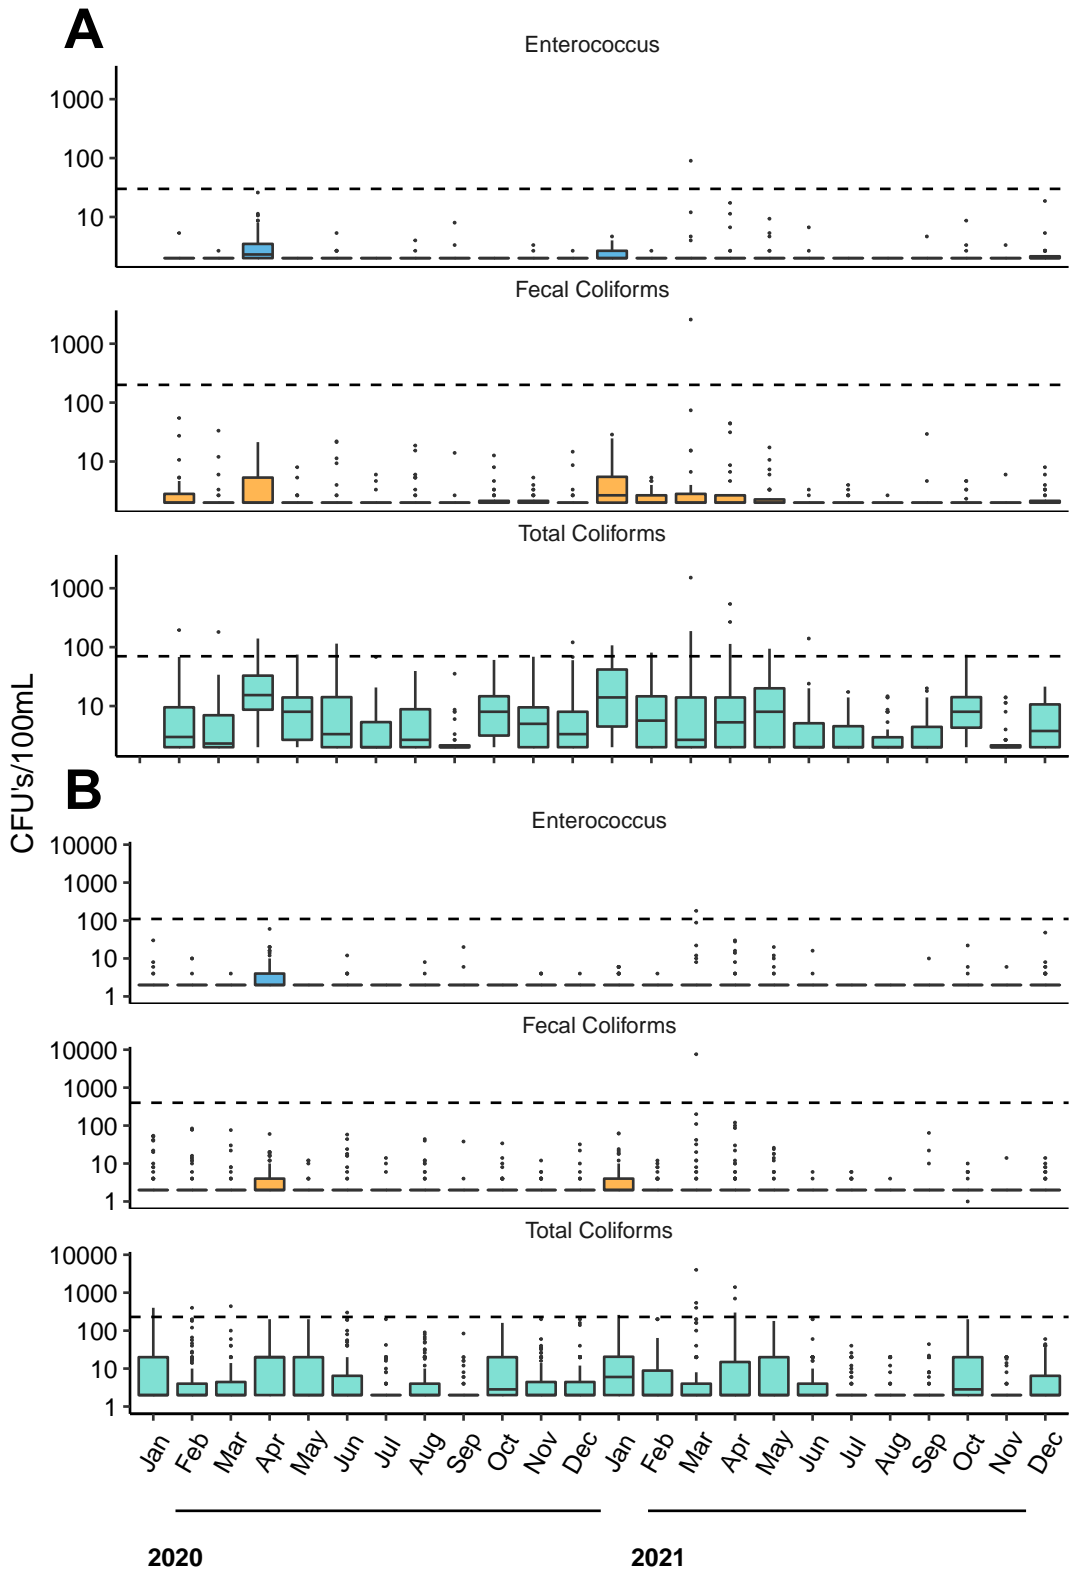 A
Enterococcus
1000
100
10
Fecal Coliforms
1000
100
10
Total Coliforms
1000
100
10
CFU's/100mL
B
Enterococcus
10000
1000
100
10
1
Fecal Coliforms
10000
1000
100
10
1
Total Coliforms
10000
1000
100
10
1
Jan Feb Mar Apr May Jun Jul Aug Sep Oct Nov Dec Jan Feb Mar Apr May Jun Jul Aug Sep Oct Nov Dec
2020 2021